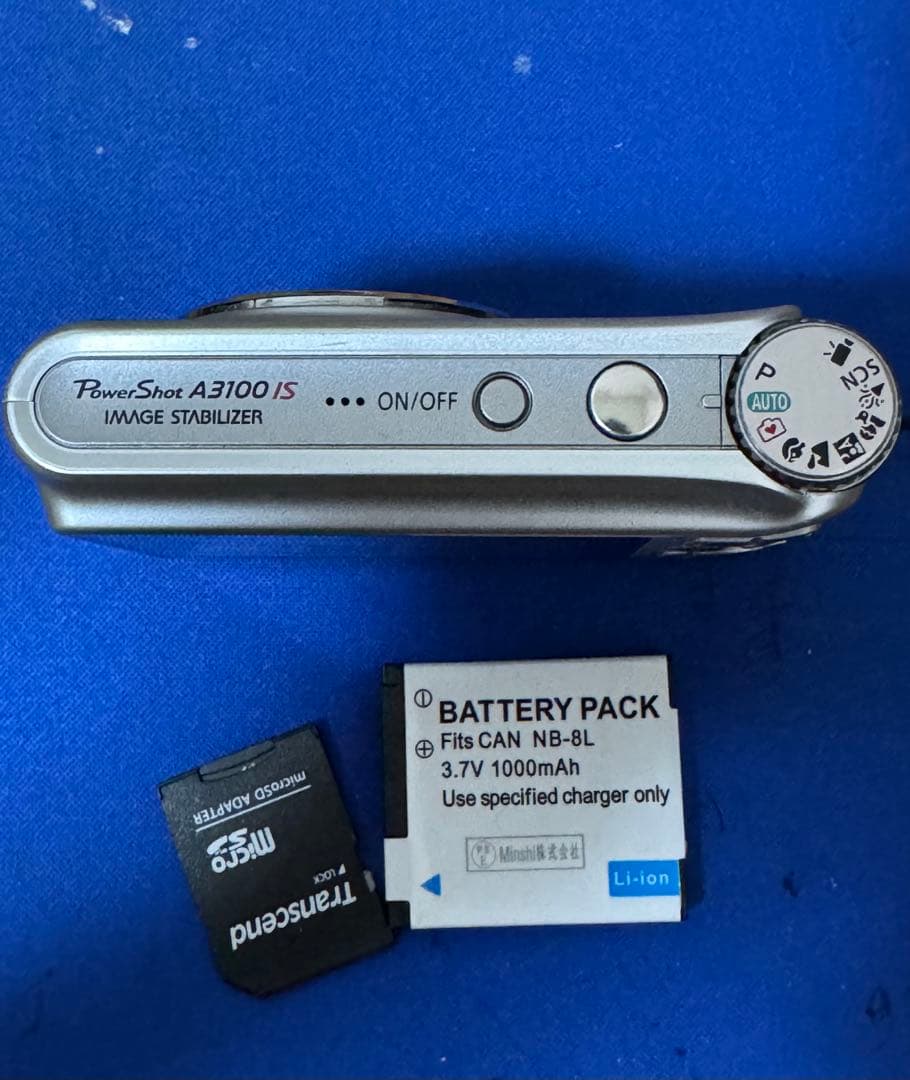 PowerShot A3100 IS
IMAGE STABILIZER
ON/OFF
P
AUTO
SCN
BATTERY PACK
Fits CAN NB-8L
3.7V 1000mAh
Use specified charger only
PSE Minshi株式会社
Li-ion
microSD ADAPTER
micro SD
LOCK
Transcend